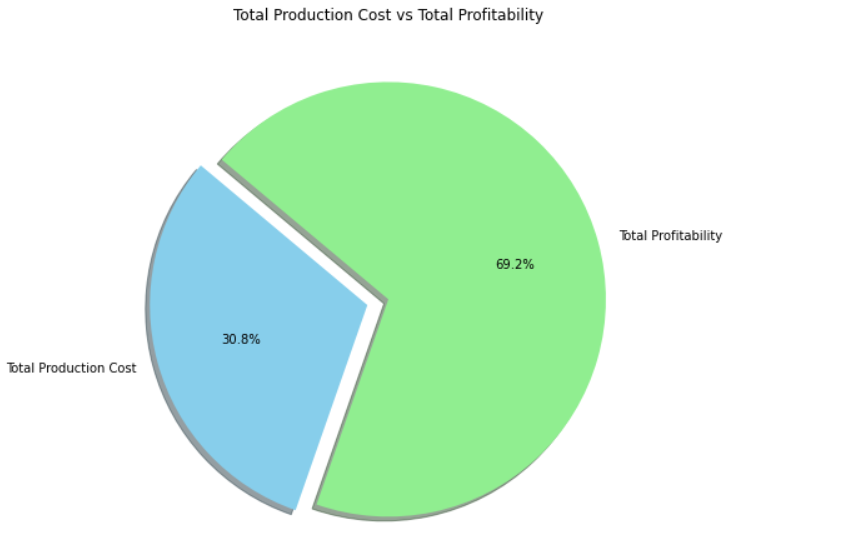 Total Production Cost vs Total Profitability
Total Profitability
69.2%
30.8%
Total Production Cost